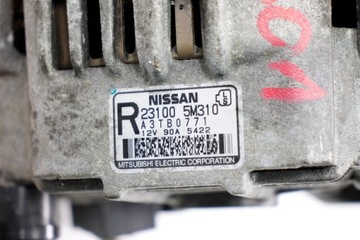 NISSAN
R 23100 5M310
A3TB0771
12V 90A 5422
MITSUBISHI ELECTRIC CORPORATION